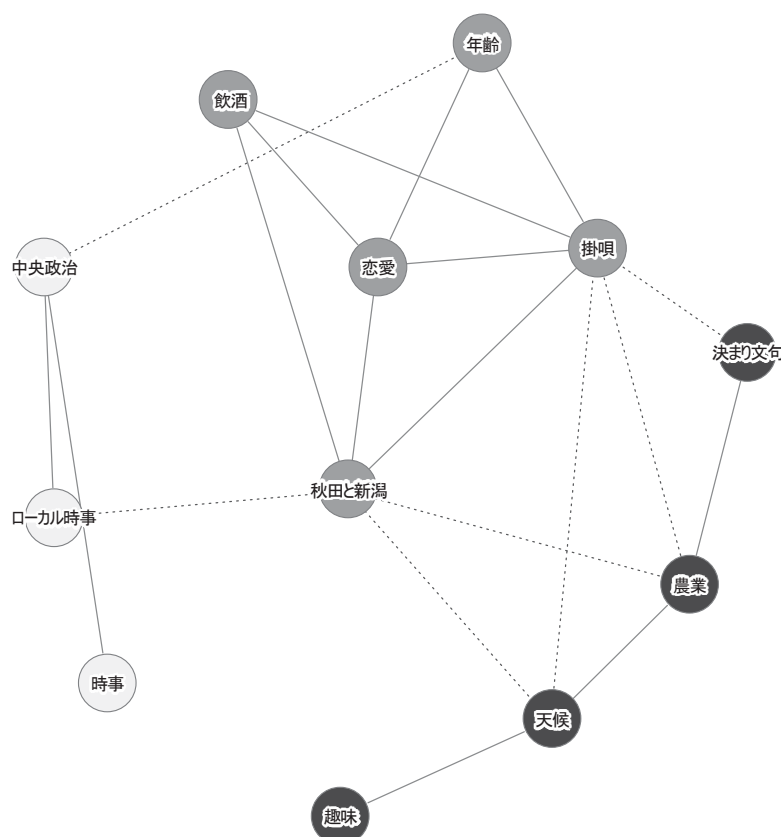 年齢
飲酒
掛唄
中央政治
恋愛
決まり文句
秋田と新潟
ローカル時事
農業
時事
天候
趣味